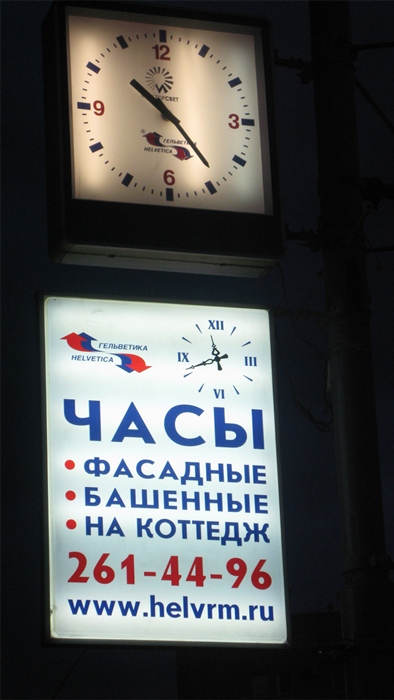 12
9
3
ГЕЛЬВЕТИКА
HELVETICA
6
ГЕЛЬВЕТИКА
HELVETICA
XII
IX
III
VI
ЧАСЫ
• ФАСАДНЫЕ
• БАШЕННЫЕ
• НА КОТТЕДЖ
261-44-96
www.helvrm.ru